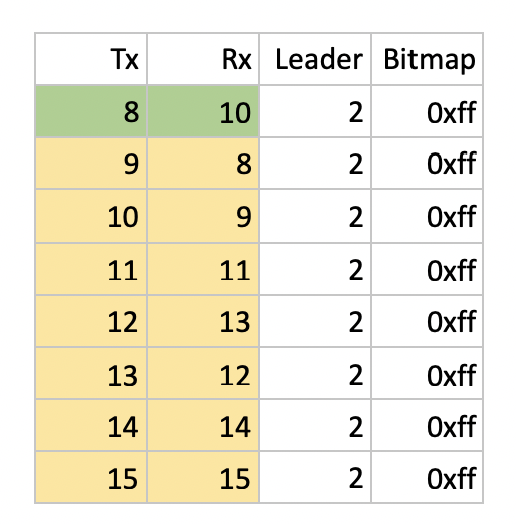 Tx Rx Leader Bitmap
8 10 2 0xff
9 8 2 0xff
10 9 2 0xff
11 11 2 0xff
12 13 2 0xff
13 12 2 0xff
14 14 2 0xff
15 15 2 0xff